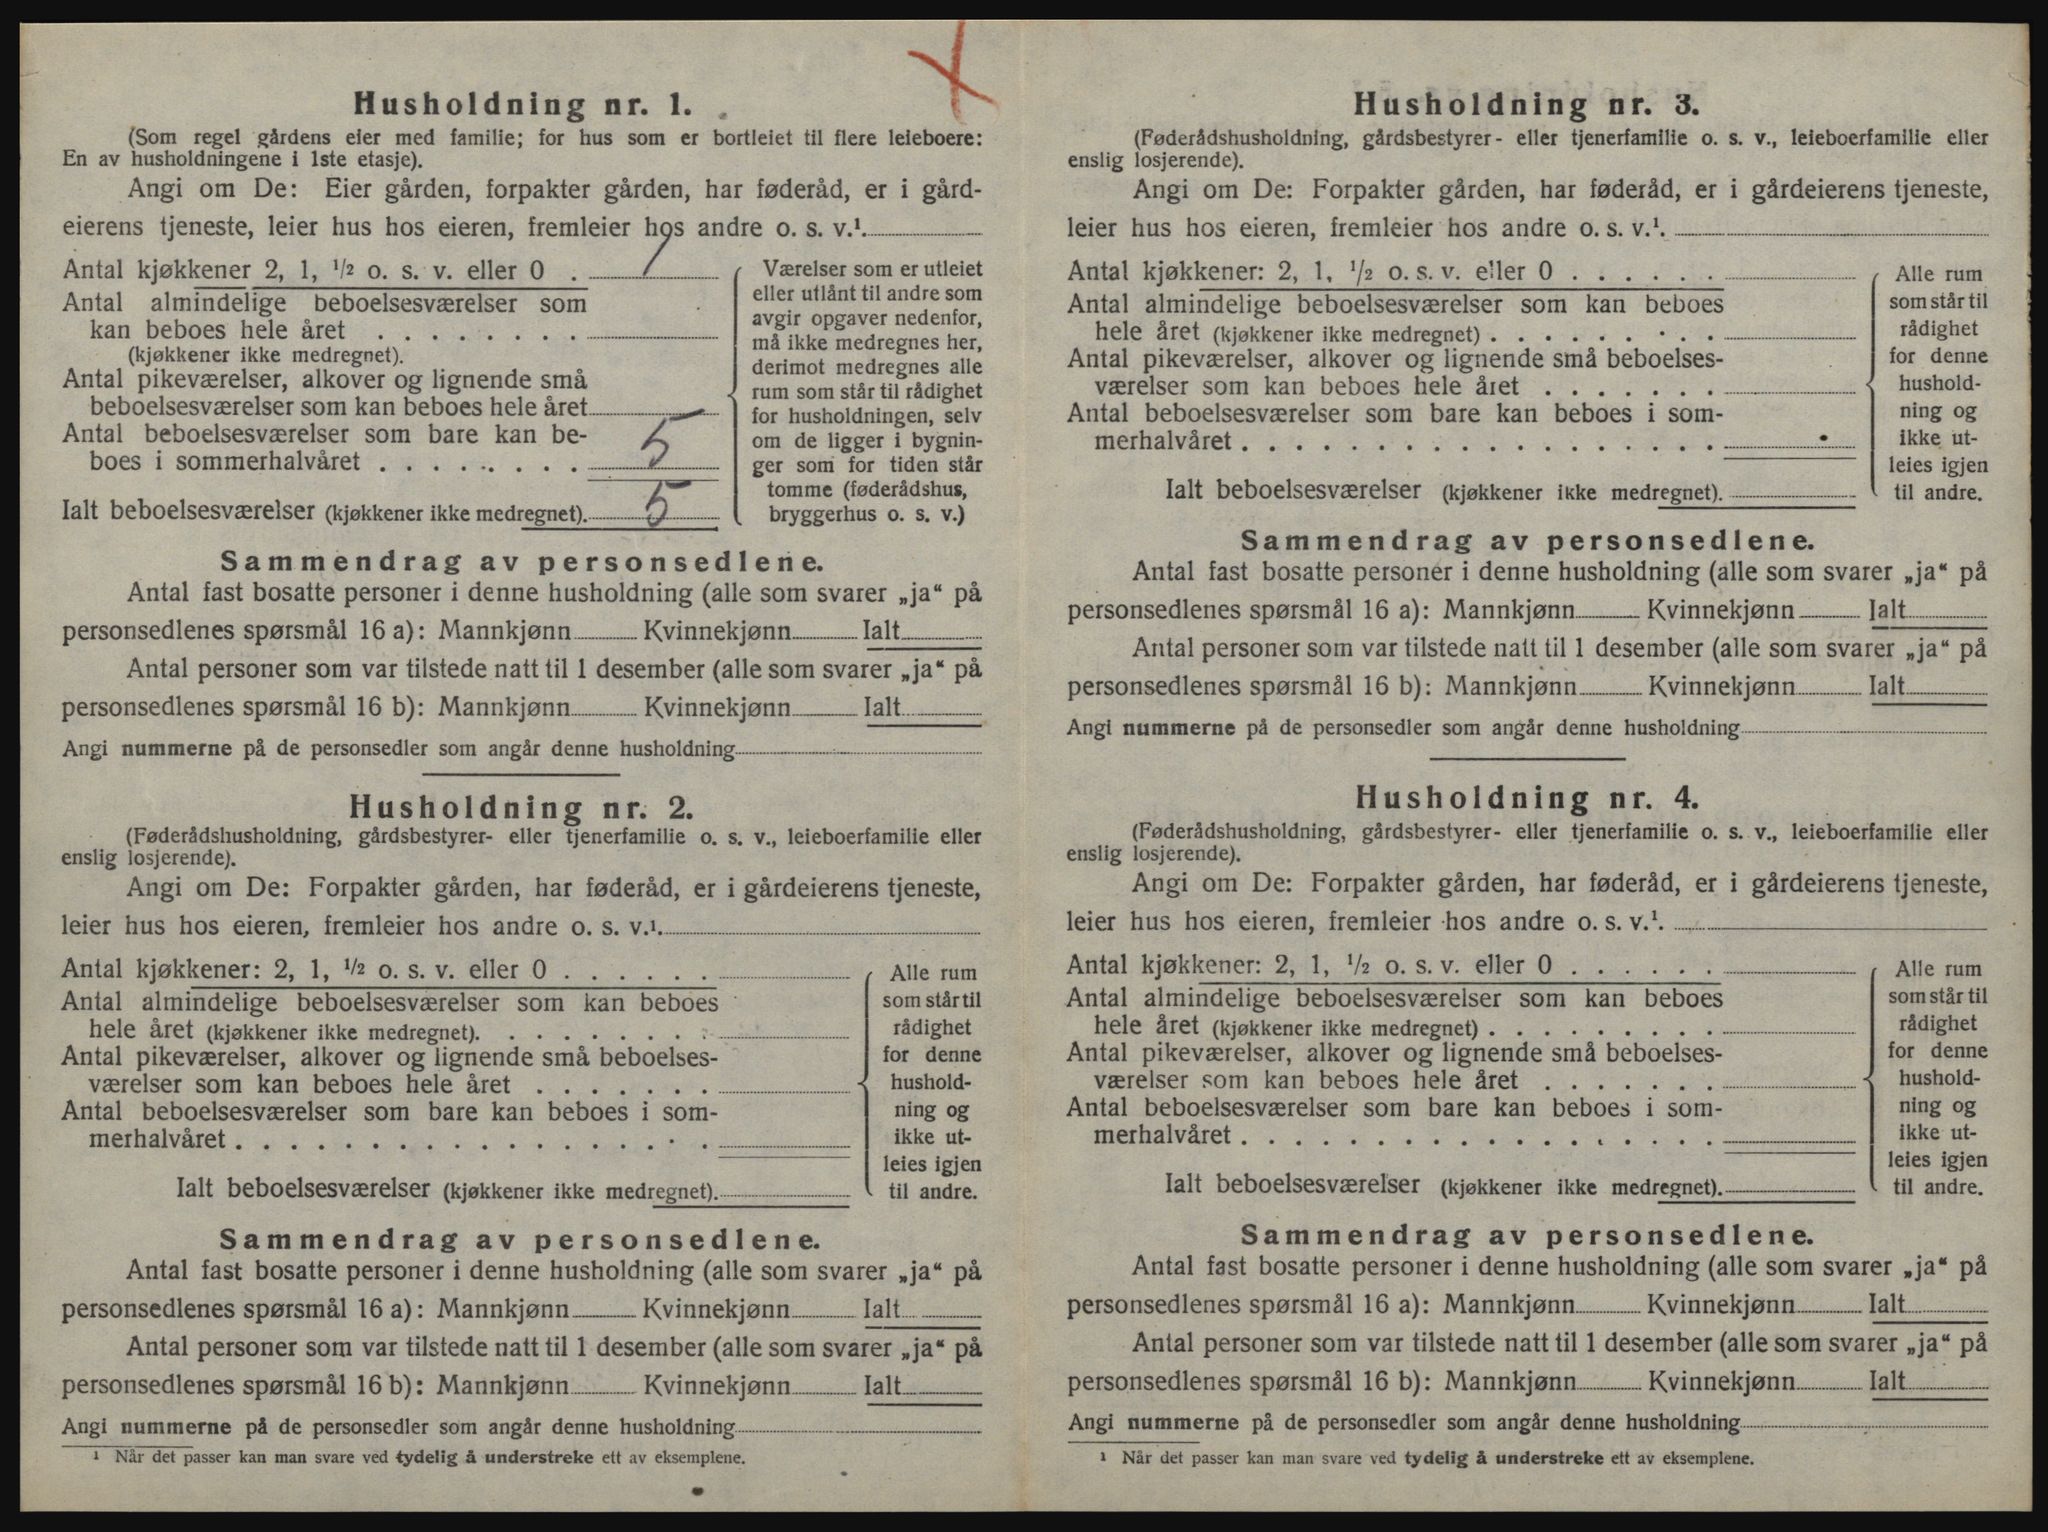 Husholdning nr. 1.
(Som regel gårdens eier med familie; for hus som er bortleiet til flere leieboere:
En av husholdningene i 1ste etasje).
Angi om De: Eier gården, forpakter gården, har føderåd, er i gård-
eierens tjeneste, leier hus hos eieren, fremleier hos andre o. s. v.¹.
Antal kjøkkener 2, 1, ½ o. s. v. eller 0 . 1
Antal almindelige beboelsesværelser som
kan beboes hele året . . . . . . . .
(kjøkkener ikke medregnet).
Antal pikeværelser, alkover og lignende små
beboelsesværelser som kan beboes hele året
Antal beboelsesværelser som bare kan be-
boes i sommerhalvåret . . . . . . . . . 5
Ialt beboelsesværelser (kjøkkener ikke medregnet). 5
Værelser som er utleiet
eller utlånt til andre som
avgir opgaver nedenfor,
må ikke medregnes her,
derimot medregnes alle
rum som står til rådighet
for husholdningen, selv
om de ligger i bygnin-
ger som for tiden står
tomme (føderådshus,
bryggerhus o. s. v.)
Sammendrag av personsedlene.
Antal fast bosatte personer i denne husholdning (alle som svarer „ja“ på
personsedlenes spørsmål 16 a): Mannkjønn Kvinnekjønn Ialt
Antal personer som var tilstede natt til 1 desember (alle som svarer „ja“ på
personsedlenes spørsmål 16 b): Mannkjønn Kvinnekjønn Ialt
Angi nummerne på de personsedler som angår denne husholdning
Husholdning nr. 2.
(Føderådshusholdning, gårdsbestyrer- eller tjenerfamilie o. s. v., leieboerfamilie eller
enslig losjerende).
Angi om De: Forpakter gården, har føderåd, er i gårdeierens tjeneste,
leier hus hos eieren, fremleier hos andre o. s. v.¹.
Antal kjøkkener: 2, 1, ½ o. s. v. eller 0 . . . . . .
Antal almindelige beboelsesværelser som kan beboes
hele året (kjøkkener ikke medregnet). . . . . . . . .
Antal pikeværelser, alkover og lignende små beboelses-
værelser som kan beboes hele året . . . . . . .
Antal beboelsesværelser som bare kan beboes i som-
merhalvåret . . . . . . . . . . . . . . . . .
Ialt beboelsesværelser (kjøkkener ikke medregnet).
Alle rum
som står til
rådighet
for denne
hushold-
ning og
ikke ut-
leies igjen
til andre.
Sammendrag av personsedlene.
Antal fast bosatte personer i denne husholdning (alle som svarer „ja“ på
personsedlenes spørsmål 16 a): Mannkjønn Kvinnekjønn Ialt
Antal personer som var tilstede natt til 1 desember (alle som svarer „ja“ på
personsedlenes spørsmål 16 b): Mannkjønn Kvinnekjønn Ialt
Angi nummerne på de personsedler som angår denne husholdning
¹ Når det passer kan man svare ved tydelig å understreke ett av eksemplene.
Husholdning nr. 3.
(Føderådshusholdning, gårdsbestyrer- eller tjenerfamilie o. s. v., leieboerfamilie eller
enslig losjerende).
Angi om De: Forpakter gården, har føderåd, er i gårdeierens tjeneste,
leier hus hos eieren, fremleier hos andre o. s. v.¹.
Antal kjøkkener: 2, 1, ½ o. s. v. eller 0 . . . . . .
Antal almindelige beboelsesværelser som kan beboes
hele året (kjøkkener ikke medregnet) . . . . . . . . .
Antal pikeværelser, alkover og lignende små beboelses-
værelser som kan beboes hele året . . . . . . .
Antal beboelsesværelser som bare kan beboes i som-
merhalvåret . . . . . . . . . . . . . . . . .
Ialt beboelsesværelser (kjøkkener ikke medregnet).
Alle rum
som står til
rådighet
for denne
hushold-
ning og
ikke ut-
leies igjen
til andre.
Sammendrag av personsedlene.
Antal fast bosatte personer i denne husholdning (alle som svarer „ja“ på
personsedlenes spørsmål 16 a): Mannkjønn Kvinnekjønn Ialt
Antal personer som var tilstede natt til 1 desember (alle som svarer „ja“ på
personsedlenes spørsmål 16 b): Mannkjønn Kvinnekjønn Ialt
Angi nummerne på de personsedler som angår denne husholdning
Husholdning nr. 4.
(Føderådshusholdning, gårdsbestyrer- eller tjenerfamilie o. s. v., leieboerfamilie eller
enslig losjerende).
Angi om De: Forpakter gården, har føderåd, er i gårdeierens tjeneste,
leier hus hos eieren, fremleier hos andre o. s. v.¹.
Antal kjøkkener: 2, 1, ½ o. s. v. eller 0 . . . . . .
Antal almindelige beboelsesværelser som kan beboes
hele året (kjøkkener ikke medregnet) . . . . . . . . .
Antal pikeværelser, alkover og lignende små beboelses-
værelser som kan beboes hele året . . . . . . .
Antal beboelsesværelser som bare kan beboes i som-
merhalvåret . . . . . . . . . . . . . . . . .
Ialt beboelsesværelser (kjøkkener ikke medregnet).
Alle rum
som står til
rådighet
for denne
hushold-
ning og
ikke ut-
leies igjen
til andre.
Sammendrag av personsedlene.
Antal fast bosatte personer i denne husholdning (alle som svarer „ja“ på
personsedlenes spørsmål 16 a): Mannkjønn Kvinnekjønn Ialt
Antal personer som var tilstede natt til 1 desember (alle som svarer „ja“ på
personsedlenes spørsmål 16 b): Mannkjønn Kvinnekjønn Ialt
Angi nummerne på de personsedler som angår denne husholdning
¹ Når det passer kan man svare ved tydelig å understreke ett av eksemplene.